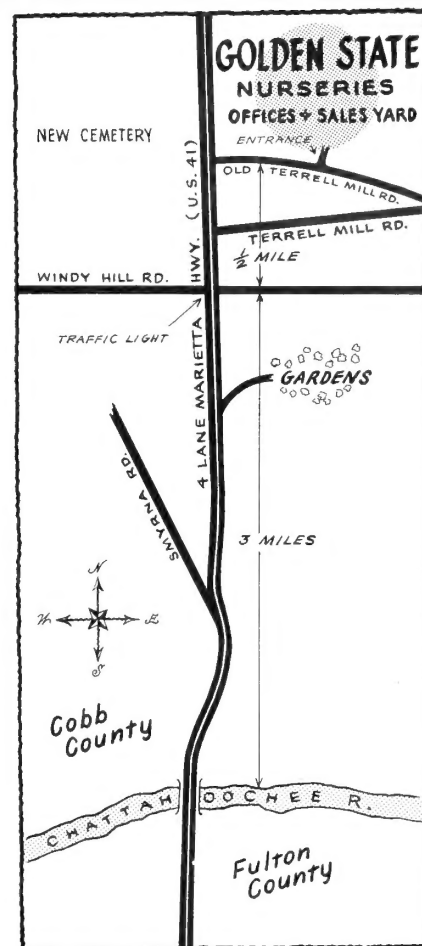 GOLDEN STATE
NURSERIES
OFFICES & SALES YARD
ENTRANCE
NEW CEMETERY
OLD TERRELL MILL RD.
TERRELL MILL RD.
1/2 MILE
WINDY HILL RD.
4 LANE MARIETTA HWY. (U.S. 41)
TRAFFIC LIGHT
GARDENS
SMYRNA RD.
3 MILES
N
W E
S
Cobb
County
CHATTAHOOCHEE R.
Fulton
County